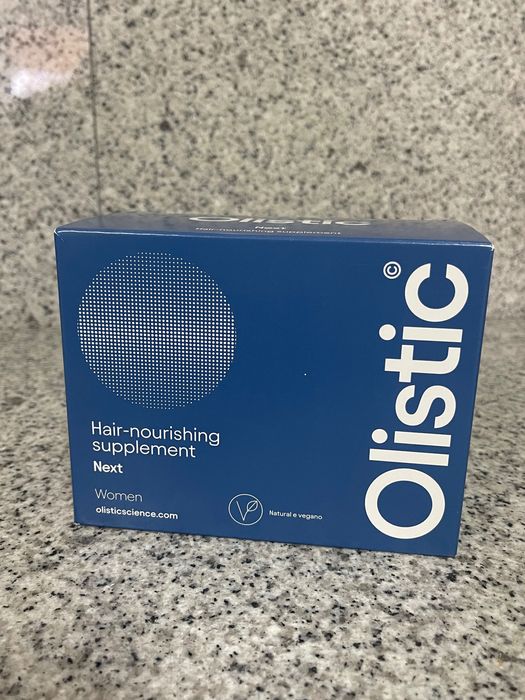 Olistic
Next
Hair-nourishing supplement
Olistic©
Hair-nourishing
supplement
Next
Women
olisticscience.com
Natural e vegano